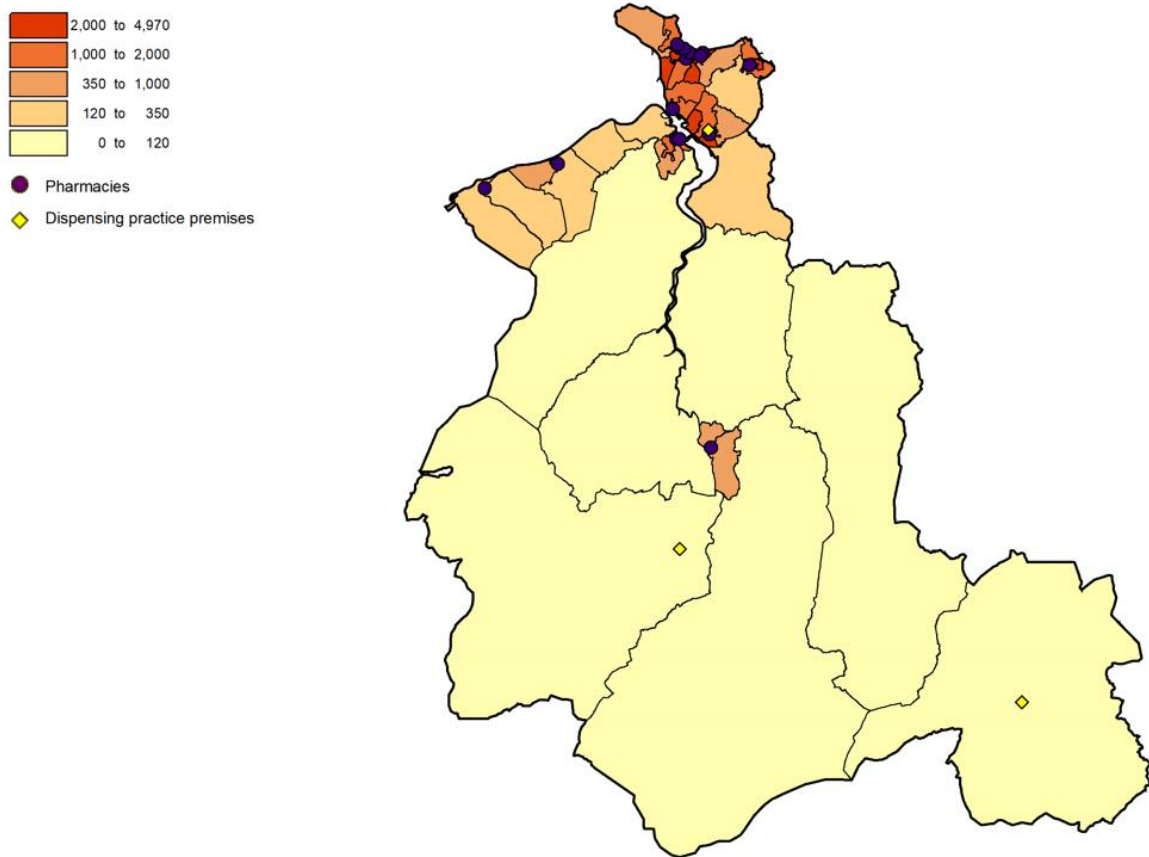 2,000 to 4,970
1,000 to 2,000
350 to 1,000
120 to 350
0 to 120
Pharmacies
Dispensing practice premises